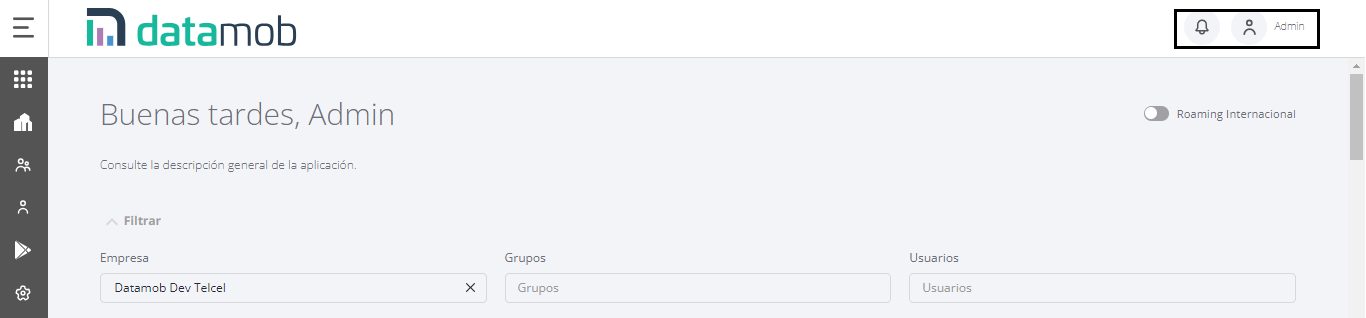 datamob
Admin
Buenas tardes, Admin
Roaming Internacional
Consulte la descripción general de la aplicación.
Filtrar
Empresa Grupos Usuarios
Datamob Dev Telcel Grupos Usuarios